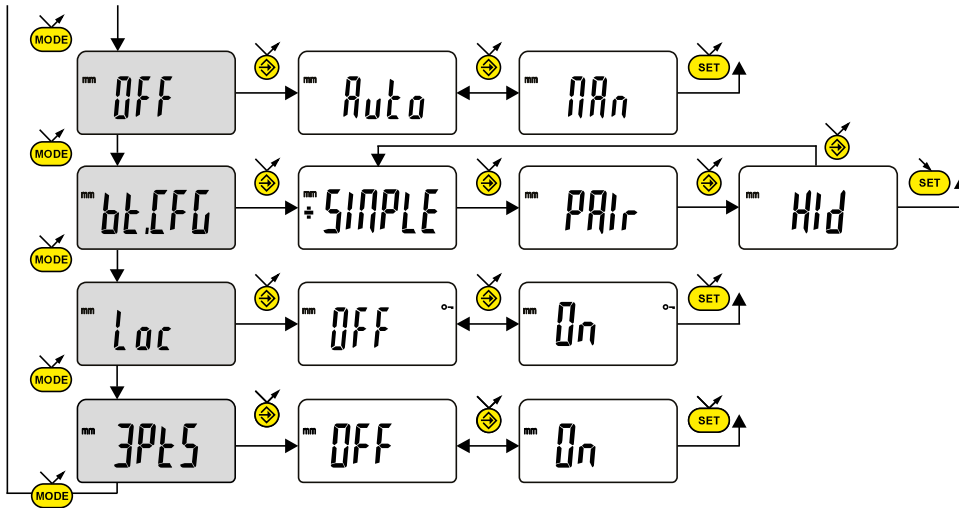 MODE
mm OFF
mm Auto
mm MAn
SET
MODE
mm bt.CFG
mm SIMPLE
mm PAIr
mm HId
SET
MODE
mm Loc
mm OFF
mm On
SET
MODE
mm 3PtS
mm OFF
mm On
SET
MODE